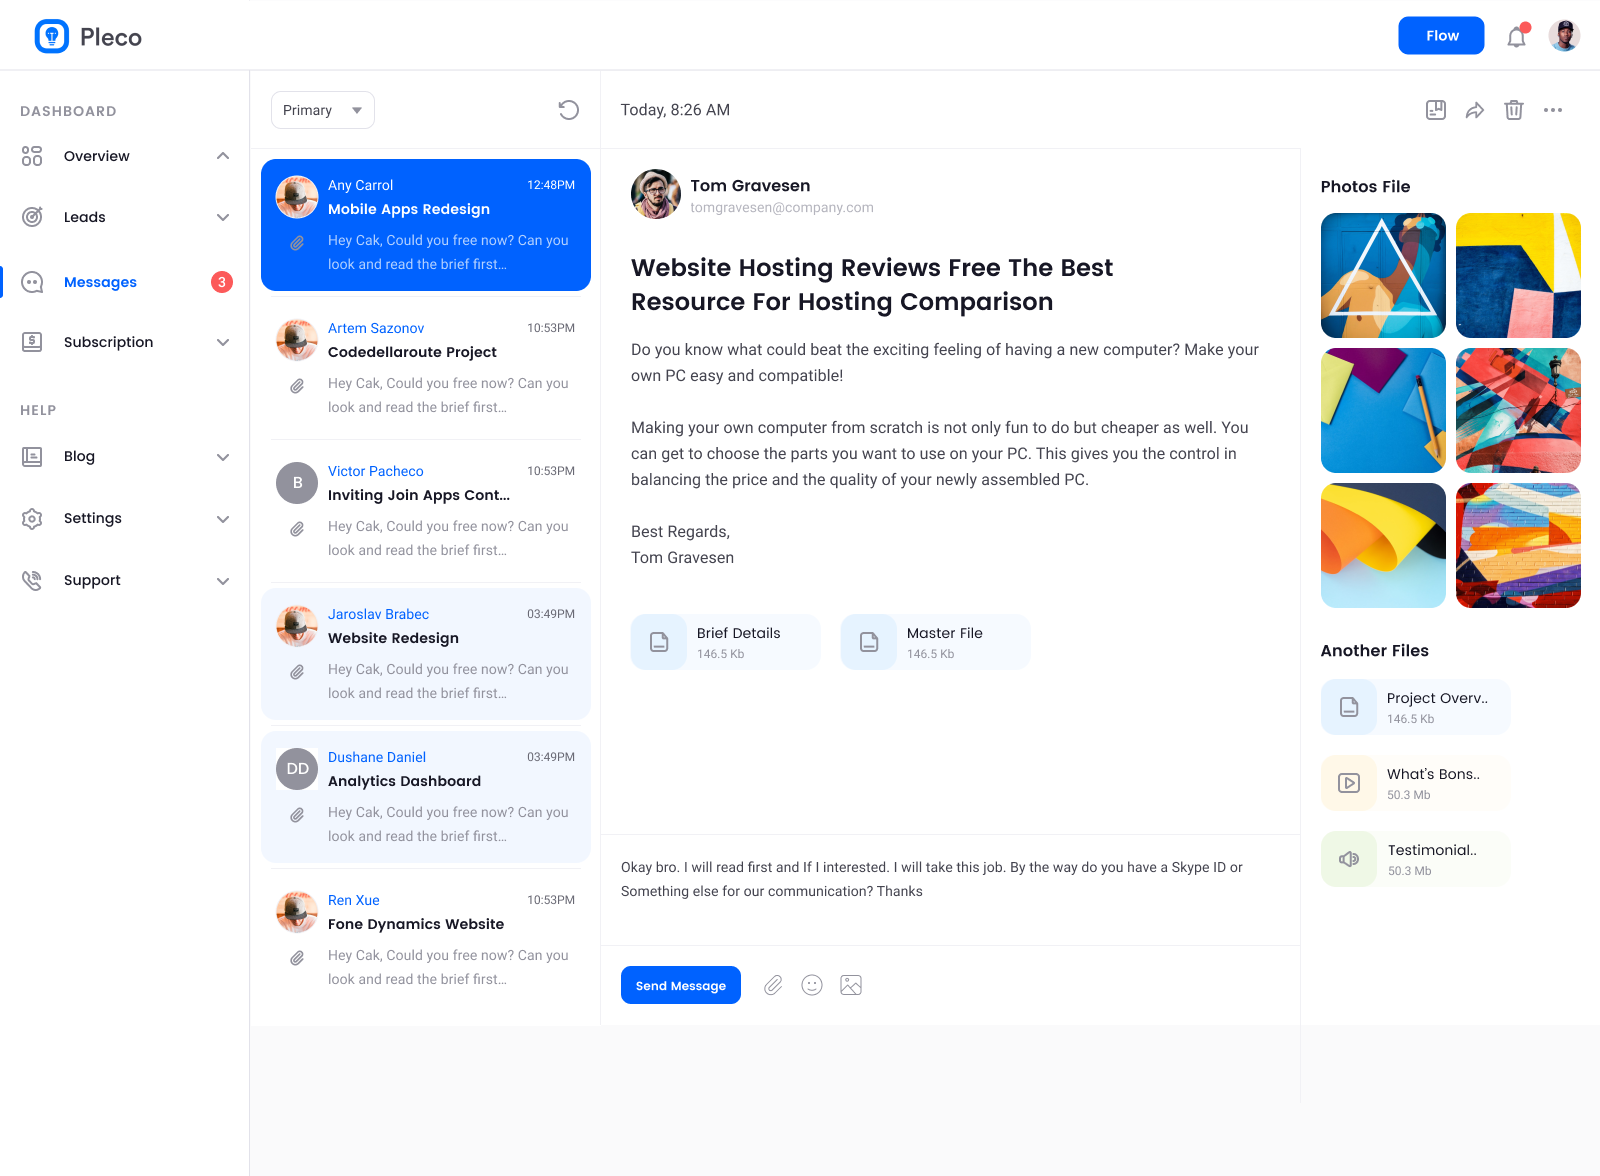 Pleco
Flow
DASHBOARD
Overview
Leads
Messages
3
Subscription
HELP
Blog
Settings
Support
Primary
Any Carrol
12:48PM
Mobile Apps Redesign
Hey Cak, Could you free now? Can you
look and read the brief first...
Artem Sazonov
10:53PM
Codedellaroute Project
Hey Cak, Could you free now? Can you
look and read the brief first...
B
Victor Pacheco
10:53PM
Inviting Join Apps Cont...
Hey Cak, Could you free now? Can you
look and read the brief first...
Jaroslav Brabec
03:49PM
Website Redesign
Hey Cak, Could you free now? Can you
look and read the brief first...
DD
Dushane Daniel
03:49PM
Analytics Dashboard
Hey Cak, Could you free now? Can you
look and read the brief first...
Ren Xue
10:53PM
Fone Dynamics Website
Hey Cak, Could you free now? Can you
look and read the brief first...
Today, 8:26 AM
Tom Gravesen
tomgravesen@company.com
Website Hosting Reviews Free The Best
Resource For Hosting Comparison
Do you know what could beat the exciting feeling of having a new computer? Make your
own PC easy and compatible!
Making your own computer from scratch is not only fun to do but cheaper as well. You
can get to choose the parts you want to use on your PC. This gives you the control in
balancing the price and the quality of your newly assembled PC.
Best Regards,
Tom Gravesen
Brief Details
146.5 Kb
Master File
146.5 Kb
Okay bro. I will read first and If I interested. I will take this job. By the way do you have a Skype ID or
Something else for our communication? Thanks
Send Message
Photos File
Another Files
Project Overv..
146.5 Kb
What's Bons..
50.3 Mb
Testimonial..
50.3 Mb